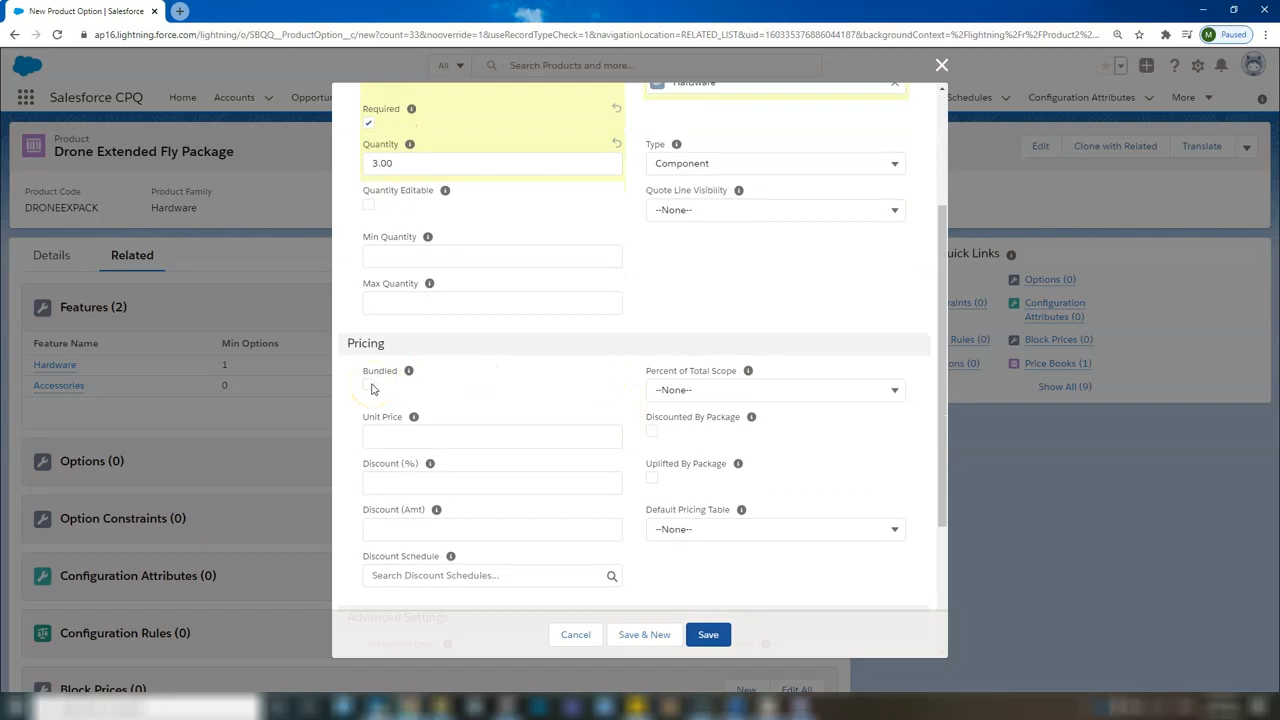 New Product Option | Salesforce
ap16.lightning.force.com/lightning/o/SBQQ__ProductOption__c/new?count=33&nooverride=1&useRecordTypeCheck=1&navigationLocation=RELATED_LIST&uid=160335376886044187&backgroundContext=%2Flightning%2Fr%2FProduct2%2...
M Paused
All
Search Products and more...
Salesforce CPQ
Home
Accounts
Opportu
Schedules
Configuration Attributes
More
Product
Drone Extended Fly Package
Edit
Clone with Related
Translate
Product Code
Product Family
DRONEEXPACK
Hardware
Details
Related
Features (2)
Feature Name
Min Options
Hardware
1
Accessories
0
Options (0)
Option Constraints (0)
Configuration Attributes (0)
Configuration Rules (0)
Block Prices (0)
New
Edit All
uick Links
Options (0)
raints (0)
Configuration
Attributes (0)
Rules (0)
Block Prices (0)
ons (0)
Price Books (1)
Show All (9)
Hardware
Required
Quantity
3.00
Type
Component
Quantity Editable
Quote Line Visibility
--None--
Min Quantity
Max Quantity
Pricing
Bundled
Percent of Total Scope
--None--
Unit Price
Discounted By Package
Discount (%)
Uplifted By Package
Discount (Amt)
Default Pricing Table
--None--
Discount Schedule
Search Discount Schedules...
Advanced Settings
Cancel
Save & New
Save